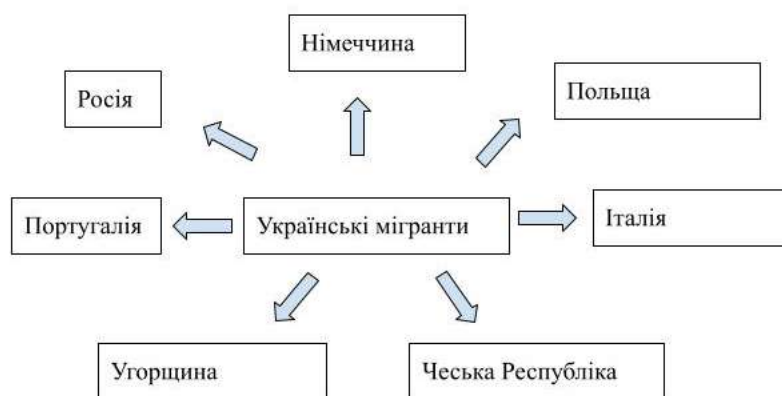 Німеччина
Росія
Польща
Португалія
Українські мігранти
Італія
Угорщина
Чеська Республіка